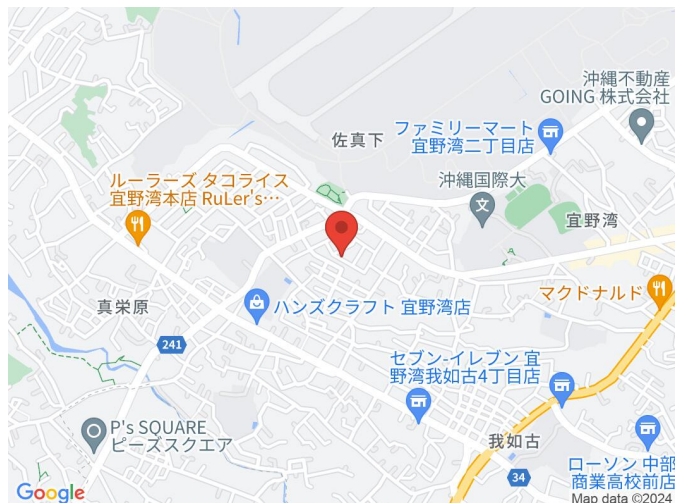 沖縄不動産
GOING 株式会社
ファミリーマート
宜野湾二丁目店
佐真下
沖縄国際大
ルーラーズ タコライス
宜野湾本店 RuLer's…
宜野湾
マクドナルド
真栄原
ハンズクラフト 宜野湾店
241
セブン-イレブン 宜
野湾我如古4丁目店
P's SQUARE
ピーズスクエア
我如古
34
ローソン 中部
商業高校前店
Google
Map data ©2024